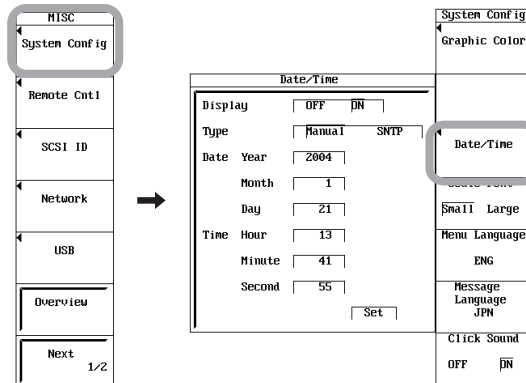 MISC
System Config
Remote Cntl
SCSI ID
Network
USB
Overview
Next
1/2
Date/Time
Display OFF ON
Type Manual SNTP
Date Year 2004
Month 1
Day 21
Time Hour 13
Minute 41
Second 55
Set
System Config
Graphic Color
Date/Time
Small Large
Menu Language
ENG
Message
Language
JPN
Click Sound
OFF ON